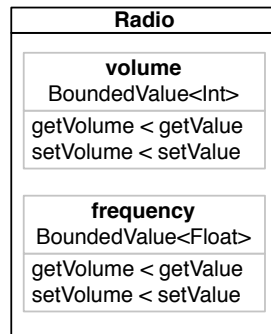 Radio
volume
BoundedValue<Int>
getVolume < getValue
setVolume < setValue
frequency
BoundedValue<Float>
getVolume < getValue
setVolume < setValue